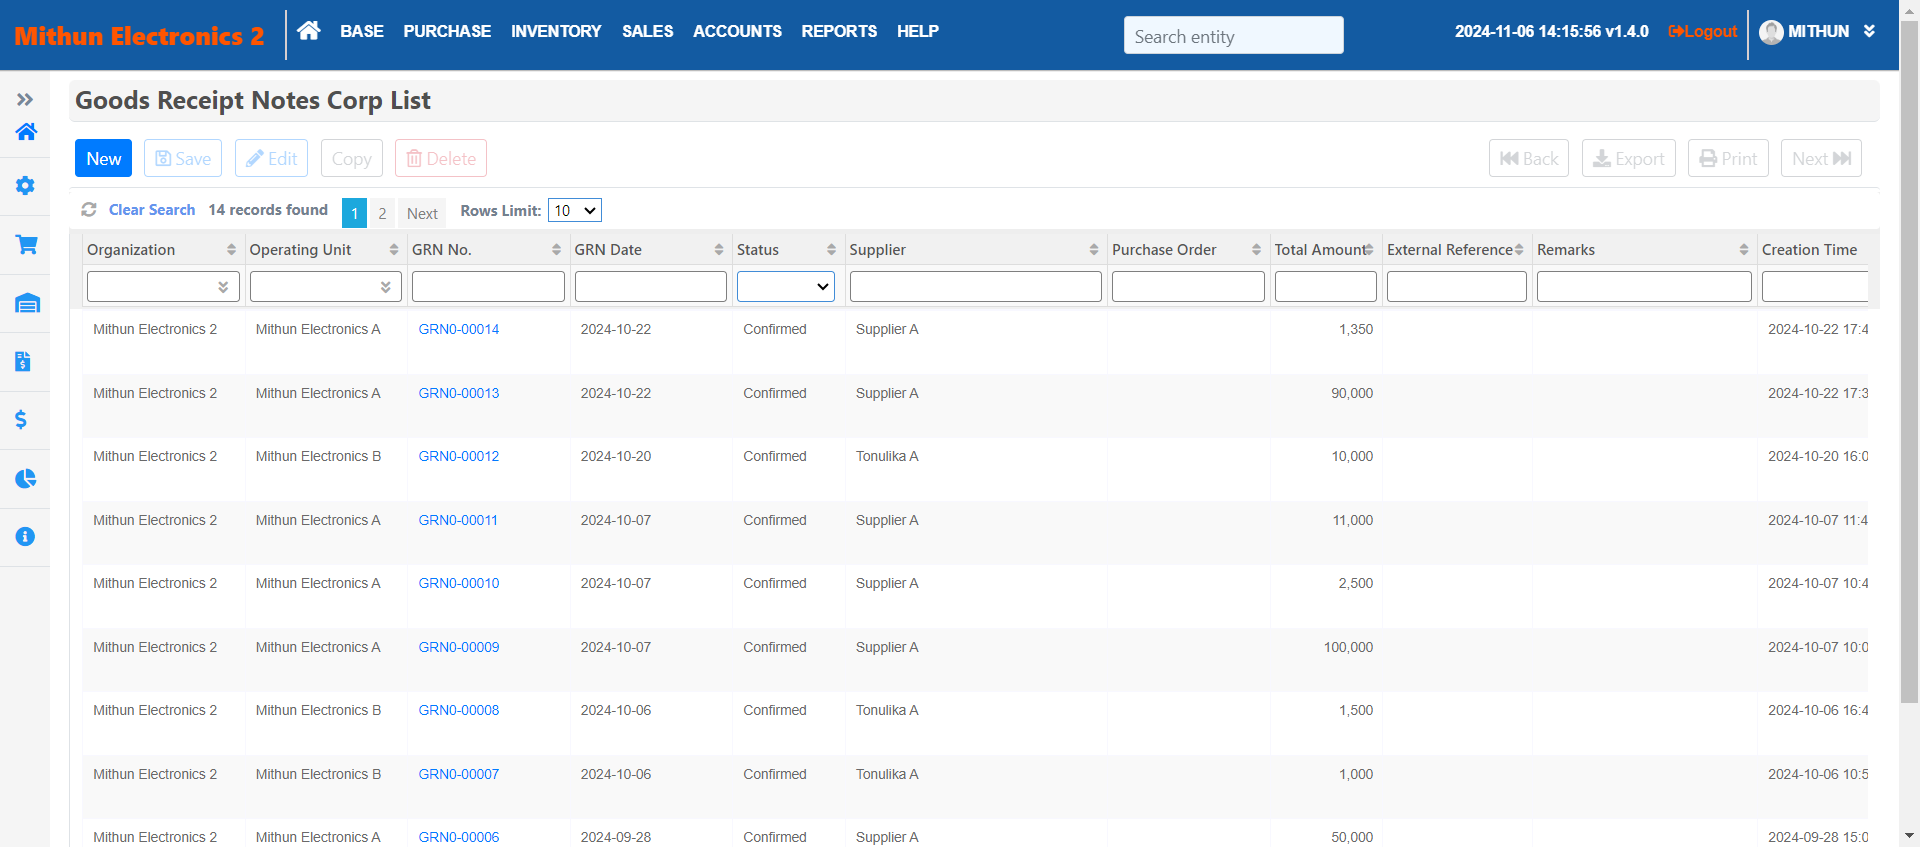 Mithun Electronics 2
BASE PURCHASE INVENTORY SALES ACCOUNTS REPORTS HELP
Search entity
2024-11-06 14:15:56 v1.4.0 Logout MITHUN
Goods Receipt Notes Corp List
New Save Edit Copy Delete Back Export Print Next
Clear Search 14 records found 1 2 Next Rows Limit: 10
Organization Operating Unit GRN No. GRN Date Status Supplier Purchase Order Total Amount External Reference Remarks Creation Time
Mithun Electronics 2 Mithun Electronics A GRN0-00014 2024-10-22 Confirmed Supplier A 1,350 2024-10-22 17:4
Mithun Electronics 2 Mithun Electronics A GRN0-00013 2024-10-22 Confirmed Supplier A 90,000 2024-10-22 17:3
Mithun Electronics 2 Mithun Electronics B GRN0-00012 2024-10-20 Confirmed Tonulika A 10,000 2024-10-20 16:0
Mithun Electronics 2 Mithun Electronics A GRN0-00011 2024-10-07 Confirmed Supplier A 11,000 2024-10-07 11:4
Mithun Electronics 2 Mithun Electronics A GRN0-00010 2024-10-07 Confirmed Supplier A 2,500 2024-10-07 10:4
Mithun Electronics 2 Mithun Electronics A GRN0-00009 2024-10-07 Confirmed Supplier A 100,000 2024-10-07 10:0
Mithun Electronics 2 Mithun Electronics B GRN0-00008 2024-10-06 Confirmed Tonulika A 1,500 2024-10-06 16:4
Mithun Electronics 2 Mithun Electronics B GRN0-00007 2024-10-06 Confirmed Tonulika A 1,000 2024-10-06 10:5
Mithun Electronics 2 Mithun Electronics A GRN0-00006 2024-09-28 Confirmed Supplier A 50,000 2024-09-28 15:0